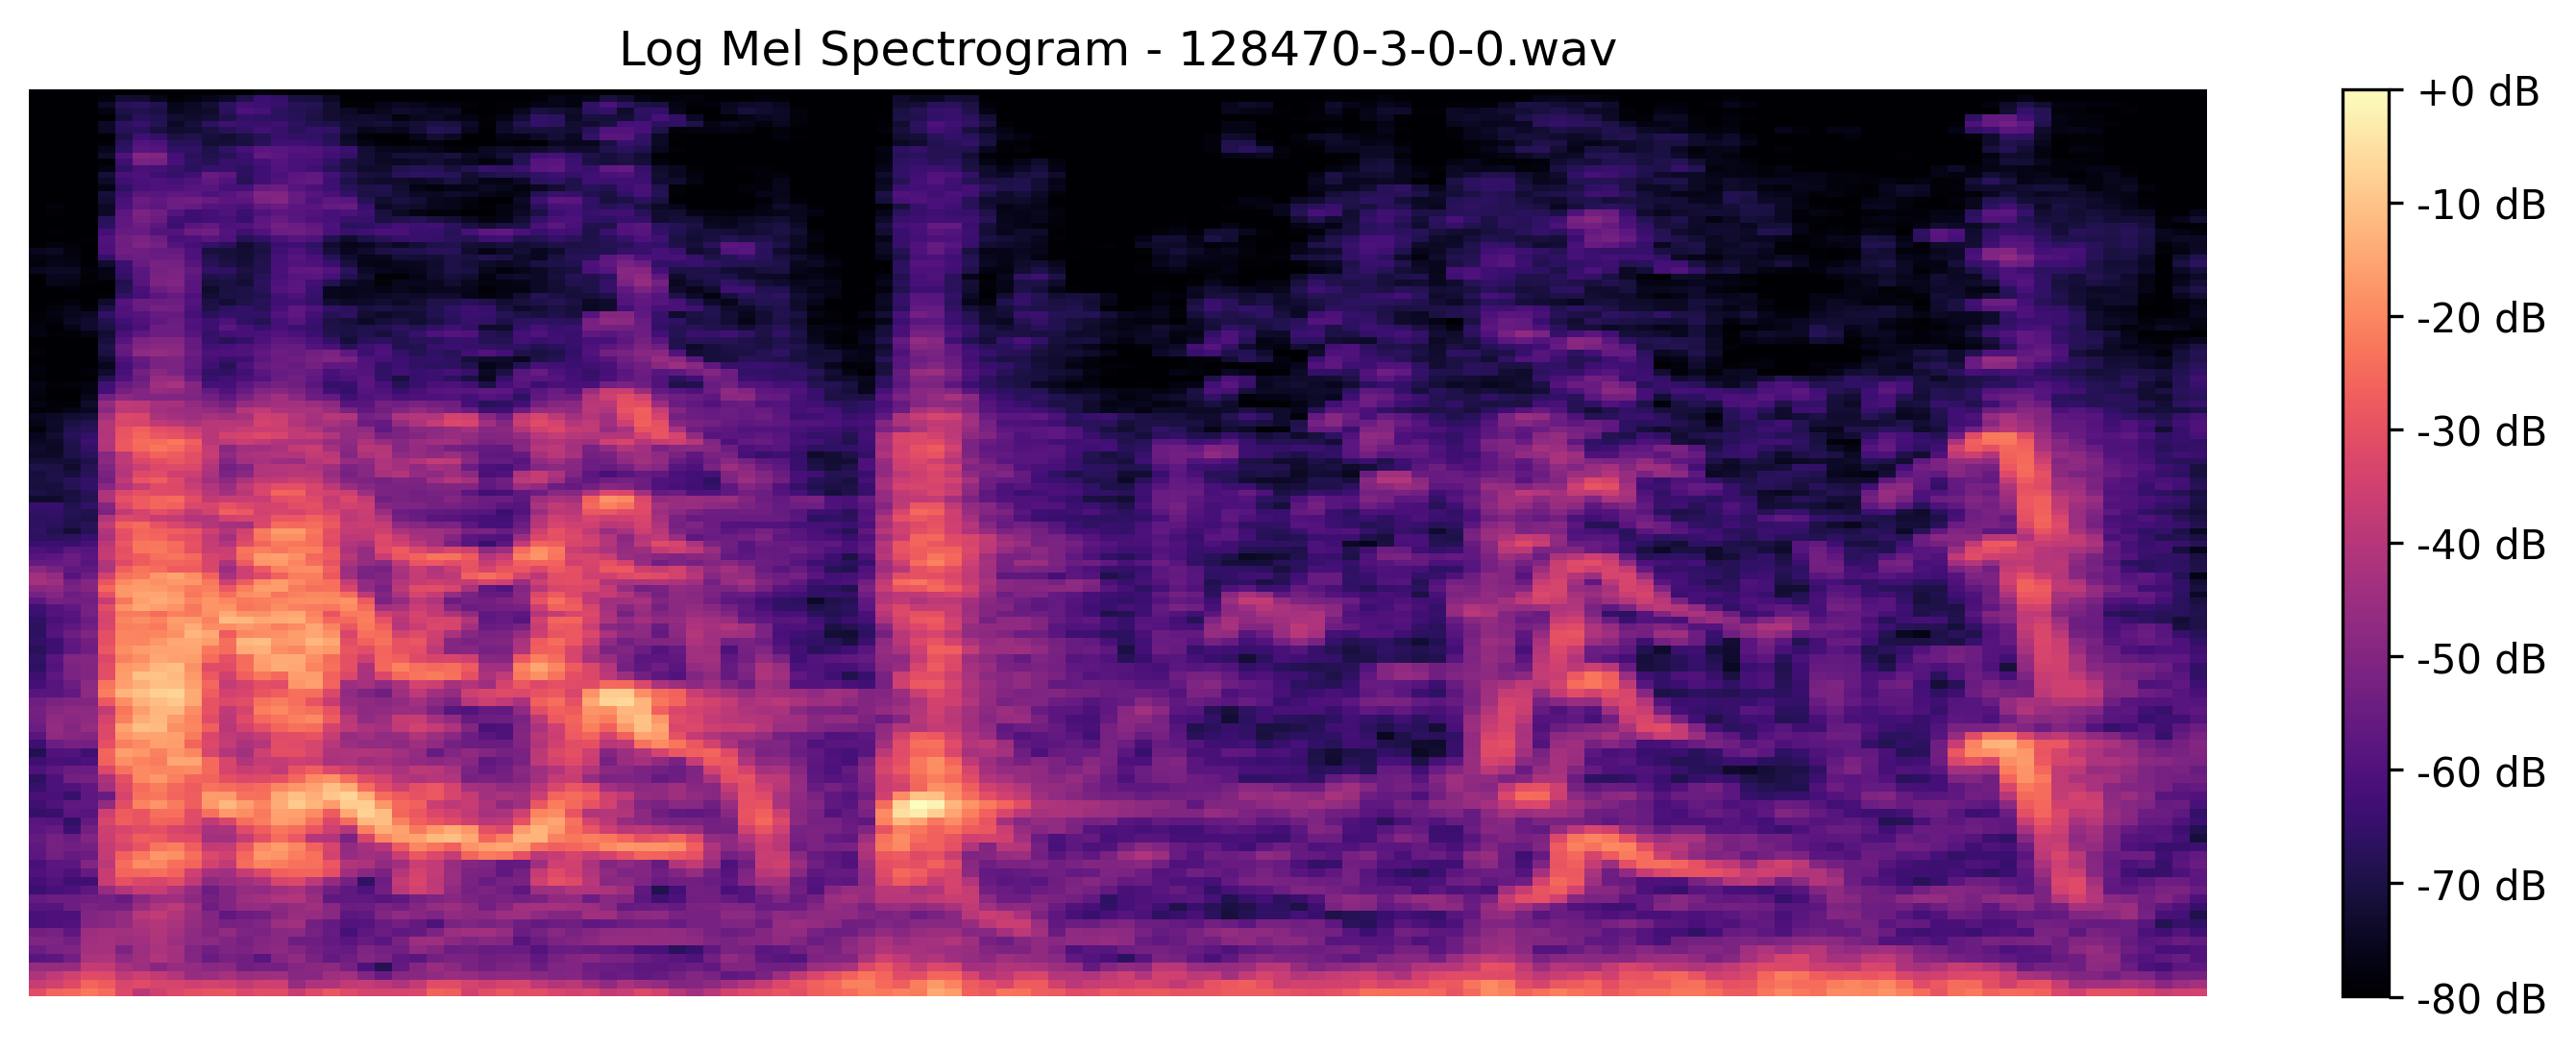 Log Mel Spectrogram - 128470-3-0-0.wav
+0 dB
-10 dB
-20 dB
-30 dB
-40 dB
-50 dB
-60 dB
-70 dB
-80 dB